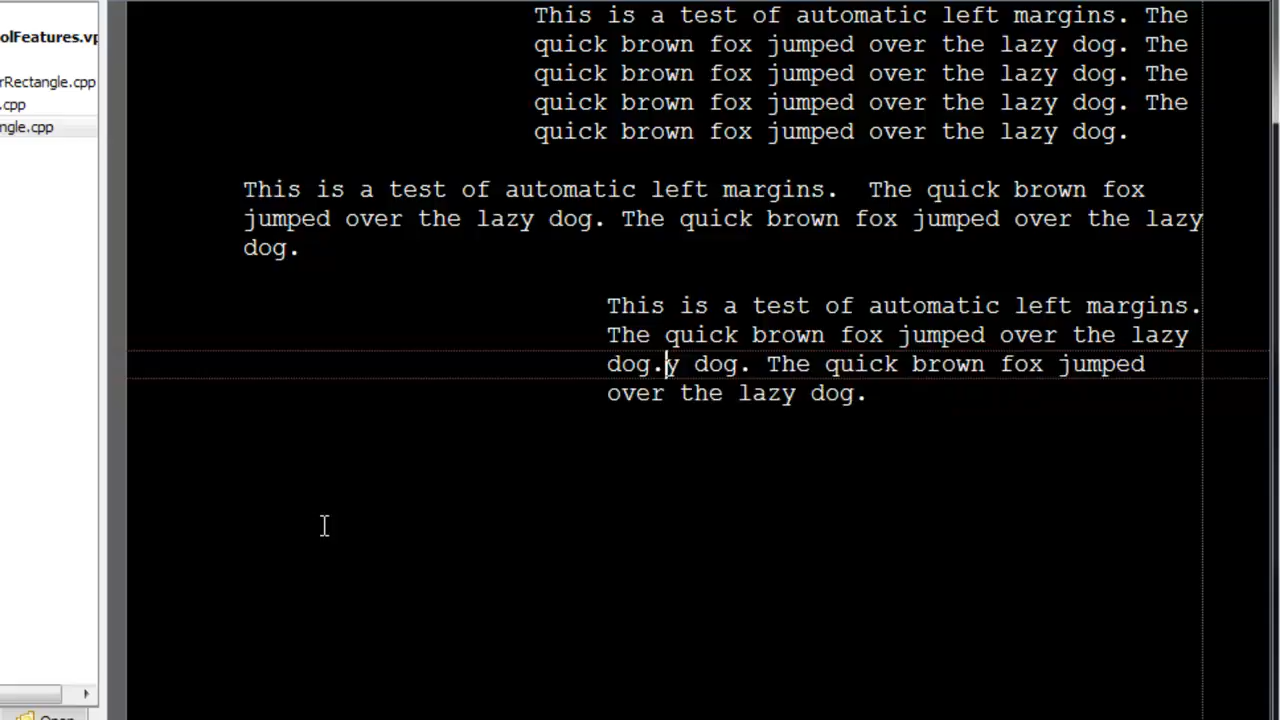 This is a test of automatic left margins. The
quick brown fox jumped over the lazy dog. The
quick brown fox jumped over the lazy dog. The
quick brown fox jumped over the lazy dog. The
quick brown fox jumped over the lazy dog.
This is a test of automatic left margins.  The quick brown fox
jumped over the lazy dog. The quick brown fox jumped over the lazy
dog.
This is a test of automatic left margins.
The quick brown fox jumped over the lazy
dog.y dog. The quick brown fox jumped
over the lazy dog.
olFeatures.vp
rRectangle.cpp
.cpp
ngle.cpp